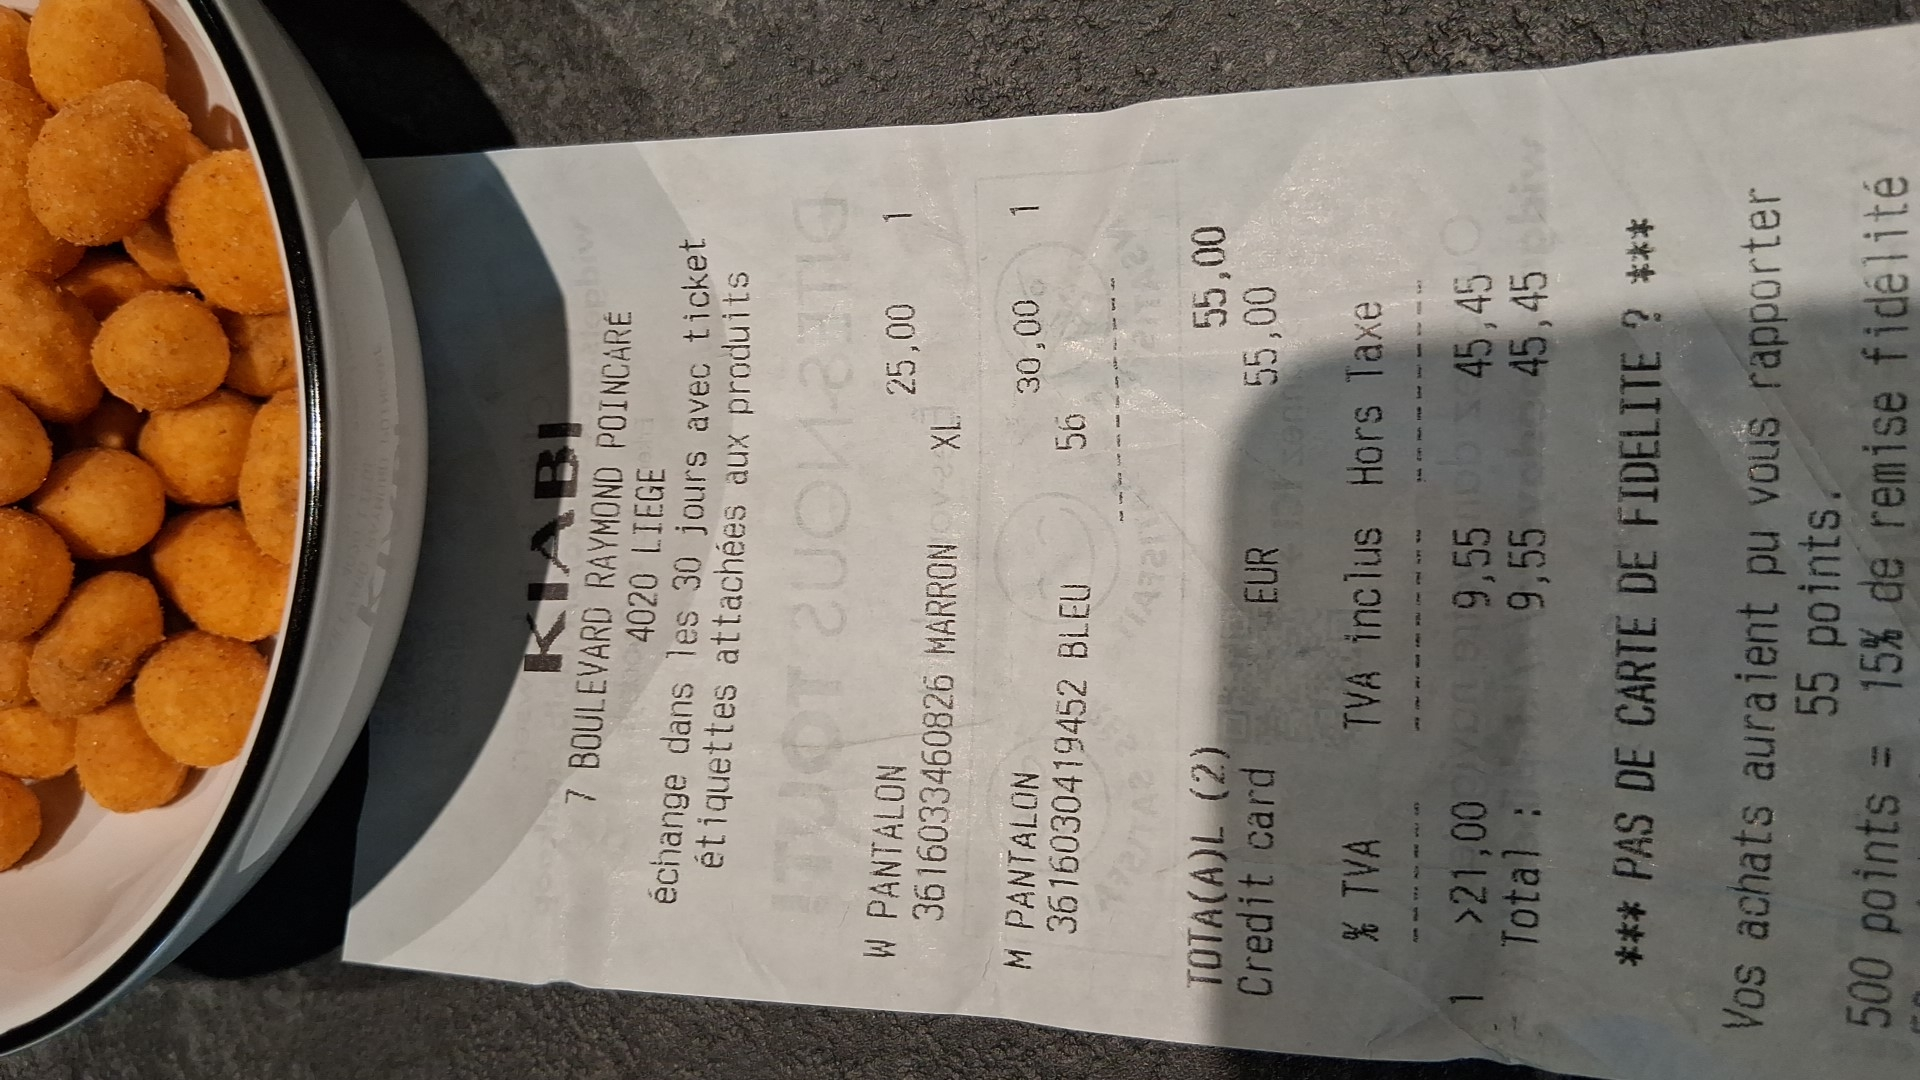 KIABI
7 BOULEVARD RAYMOND POINCARÉ
4020 LIEGE
échange dans les 30 jours avec ticket
étiquettes attachées aux produits
W PANTALON 25,00 1
3616033460826 MARRON XL
M PANTALON 30,00 1
3616030419452 BLEU 56
TOTA(A)L (2) 55,00
Credit card EUR 55,00
% TVA TVA inclus Hors Taxe
1 >21,00 9,55 45,45
Total : 9,55 45,45
*** PAS DE CARTE DE FIDELITE ? ***
Vos achats auraient pu vous rapporter
55 points.
500 points = 15% de remise fidélité